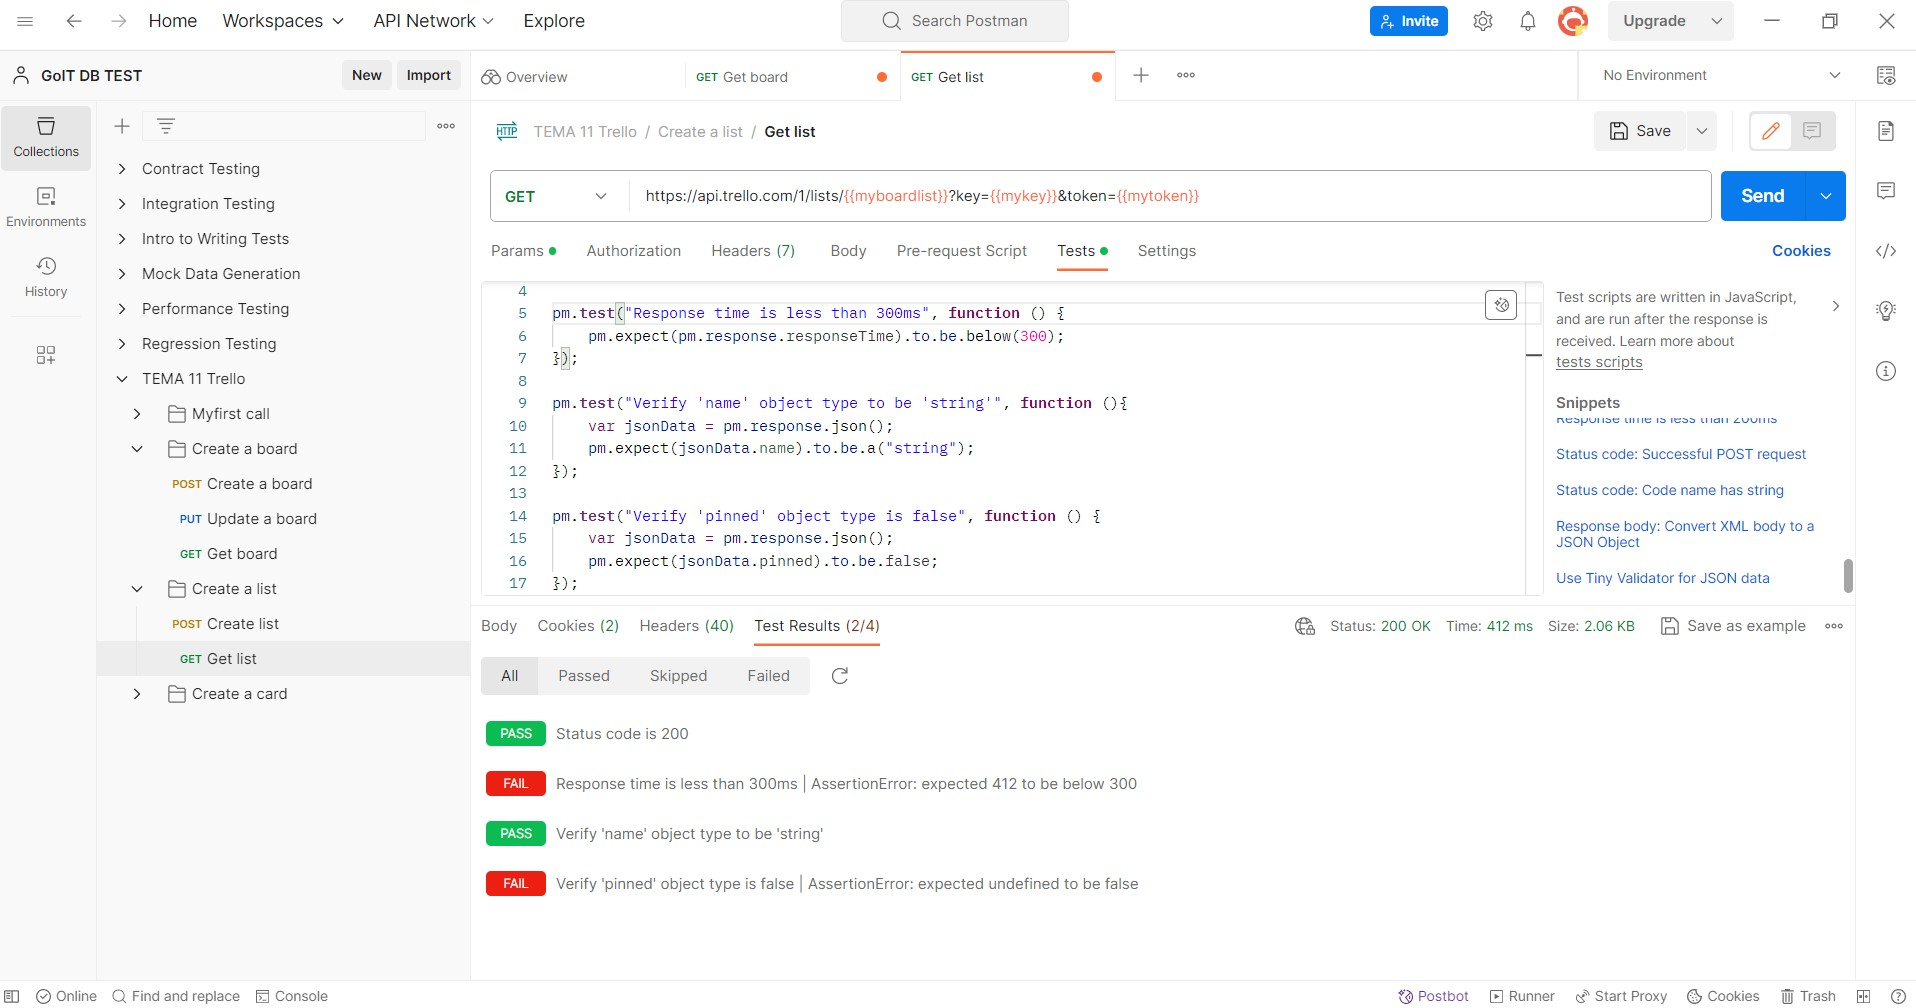 Home Workspaces API Network Explore Search Postman Invite Upgrade
GoIT DB TEST New Import Overview GET Get board GET Get list No Environment
Collections
Environments
History
Contract Testing
Integration Testing
Intro to Writing Tests
Mock Data Generation
Performance Testing
Regression Testing
TEMA 11 Trello
Myfirst call
Create a board
POST Create a board
PUT Update a board
GET Get board
Create a list
POST Create list
GET Get list
Create a card
HTTP TEMA 11 Trello / Create a list / Get list Save
GET https://api.trello.com/1/lists/{{myboardlist}}?key={{mykey}}&token={{mytoken}} Send
Params Authorization Headers (7) Body Pre-request Script Tests Settings Cookies
4
5 pm.test("Response time is less than 300ms", function () {
6 pm.expect(pm.response.responseTime).to.be.below(300);
7 });
8
9 pm.test("Verify 'name' object type to be 'string'", function (){
10 var jsonData = pm.response.json();
11 pm.expect(jsonData.name).to.be.a("string");
12 });
13
14 pm.test("Verify 'pinned' object type is false", function () {
15 var jsonData = pm.response.json();
16 pm.expect(jsonData.pinned).to.be.false;
17 });
Test scripts are written in JavaScript,
and are run after the response is
received. Learn more about
tests scripts
Snippets
Response time is less than 200ms
Status code: Successful POST request
Status code: Code name has string
Response body: Convert XML body to a
JSON Object
Use Tiny Validator for JSON data
Body Cookies (2) Headers (40) Test Results (2/4) Status: 200 OK Time: 412 ms Size: 2.06 KB Save as example
All Passed Skipped Failed
PASS Status code is 200
FAIL Response time is less than 300ms | AssertionError: expected 412 to be below 300
PASS Verify 'name' object type to be 'string'
FAIL Verify 'pinned' object type is false | AssertionError: expected undefined to be false
Online Find and replace Console Postbot Runner Start Proxy Cookies Trash